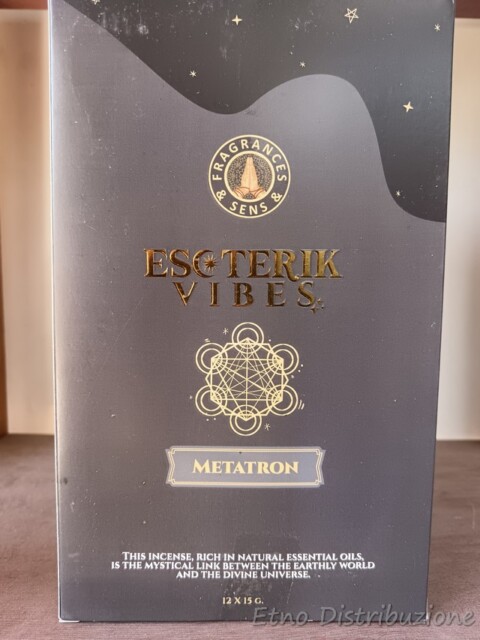 FRAGRANCES
& SENS &
ESOTERIK
VIBES
METATRON
THIS INCENSE, RICH IN NATURAL ESSENTIAL OILS,
IS THE MYSTICAL LINK BETWEEN THE EARTHLY WORLD
AND THE DIVINE UNIVERSE.
12 X 15 G.
Etno Distribuzione